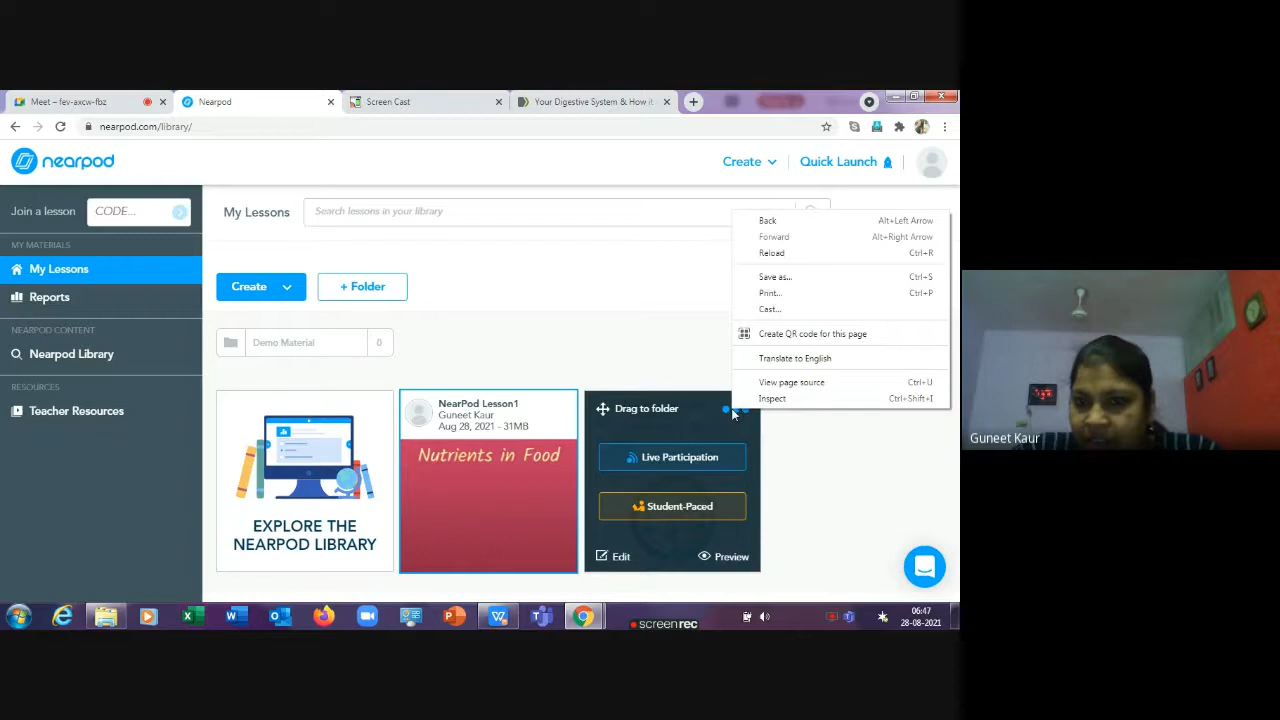 Meet – fev-axcw-fbz
Nearpod
Screen Cast
Your Digestive System & How it
nearpod.com/library/
nearpod
Create
Quick Launch
Join a lesson
CODE...
My Lessons
Search lessons in your library
MY MATERIALS
My Lessons
Reports
NEARPOD CONTENT
Nearpod Library
RESOURCES
Teacher Resources
Create
+ Folder
Demo Material
0
Back Alt+Left Arrow
Forward Alt+Right Arrow
Reload Ctrl+R
Save as... Ctrl+S
Print... Ctrl+P
Cast...
Create QR code for this page
Translate to English
View page source Ctrl+U
Inspect Ctrl+Shift+I
EXPLORE THE
NEARPOD LIBRARY
NearPod Lesson1
Guneet Kaur
Aug 28, 2021 - 31MB
Nutrients in Food
Drag to folder
Live Participation
Student-Paced
Edit
Preview
Guneet Kaur
screenrec
06:47
28-08-2021